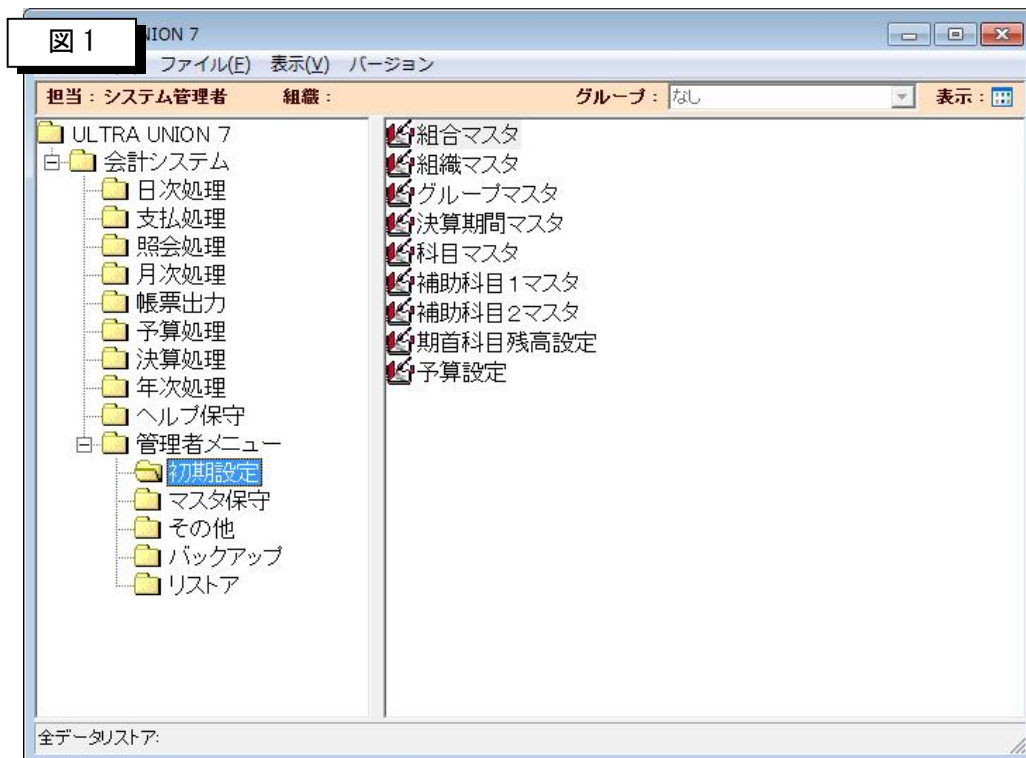 図 1
NION 7
ファイル(F) 表示(V) バージョン
担当：システム管理者 組織： グループ： なし 表示：
ULTRA UNION 7
会計システム
日次処理
支払処理
照会処理
月次処理
帳票出力
予算処理
決算処理
年次処理
ヘルプ保守
管理者メニュー
初期設定
マスタ保守
その他
バックアップ
リストア
組合マスタ
組織マスタ
グループマスタ
決算期間マスタ
科目マスタ
補助科目1マスタ
補助科目2マスタ
期首科目残高設定
予算設定
全データリストア: